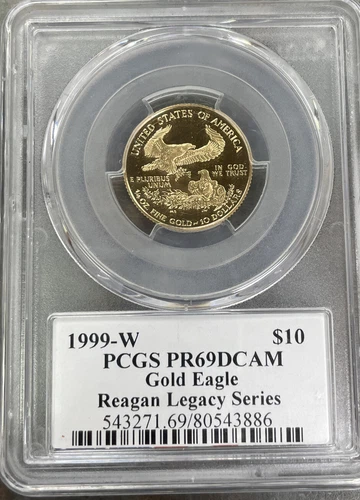 UNITED STATES OF AMERICA
E PLURIBUS
UNUM
IN GOD
WE TRUST
1/4 OZ. FINE GOLD~10 DOLLARS
1999-W $10
PCGS PR69DCAM
Gold Eagle
Reagan Legacy Series
543271.69/80543886